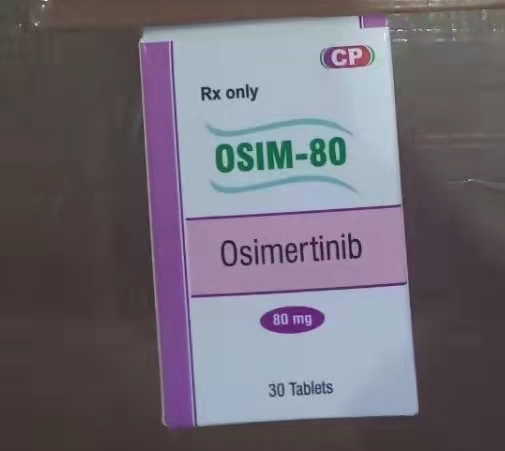 CP
Rx only
OSIM-80
Osimertinib
80 mg
30 Tablets